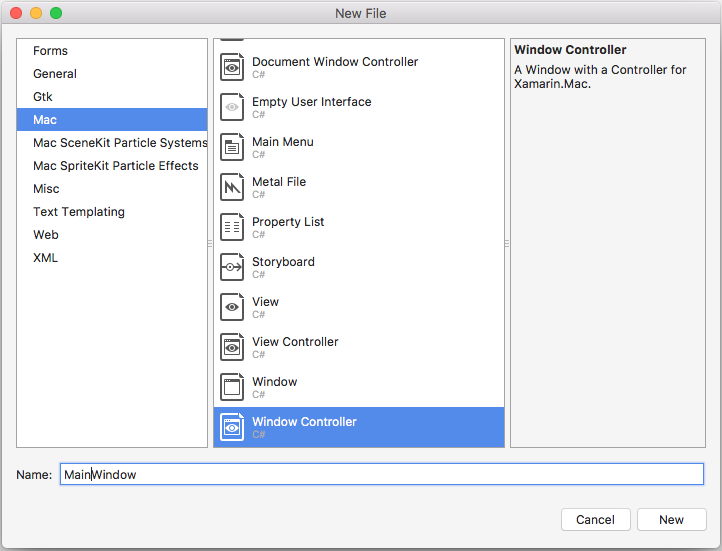 New File
Forms
General
Gtk
Mac
Mac SceneKit Particle Systems
Mac SpriteKit Particle Effects
Misc
Text Templating
Web
XML
Document Window Controller
C#
Empty User Interface
C#
Main Menu
C#
Metal File
C#
Property List
C#
Storyboard
C#
View
C#
View Controller
C#
Window
C#
Window Controller
C#
Window Controller
A Window with a Controller for
Xamarin.Mac.
Name: MainWindow
Cancel New